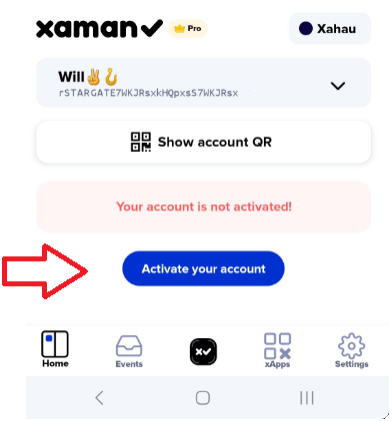 xaman
Pro
Xahau
Will✌️🪝
rSTARGATE7WKJRsxkHQpxsS7WKJRsx
Show account QR
Your account is not activated!
Activate your account
Home
Events
xApps
Settings